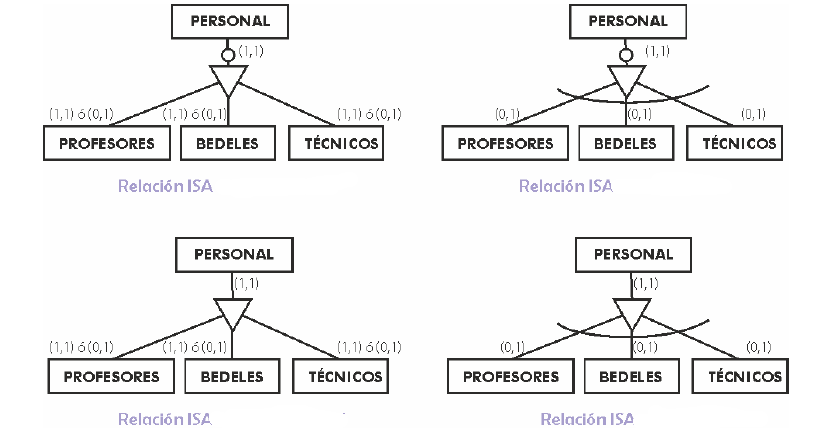 PERSONAL
(1,1)
(1,1) ó (0,1) (1,1) ó (0,1) (1,1) ó (0,1)
PROFESORES BEDELES TÉCNICOS
Relación ISA
PERSONAL
(1,1)
(0,1) (0,1) (0,1)
PROFESORES BEDELES TÉCNICOS
Relación ISA
PERSONAL
(1,1)
(1,1) ó (0,1) (1,1) ó (0,1) (1,1) ó (0,1)
PROFESORES BEDELES TÉCNICOS
Relación ISA
PERSONAL
(1,1)
(0,1) (0,1) (0,1)
PROFESORES BEDELES TÉCNICOS
Relación ISA